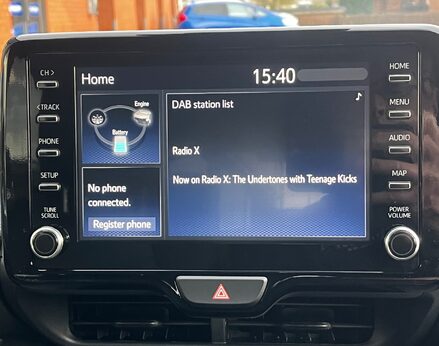 CH >
< TRACK
PHONE
SETUP
TUNE
SCROLL
Home
15:40
Engine
Battery
No phone
connected.
Register phone
DAB station list
Radio X
Now on Radio X: The Undertones with Teenage Kicks
HOME
MENU
AUDIO
MAP
POWER
VOLUME